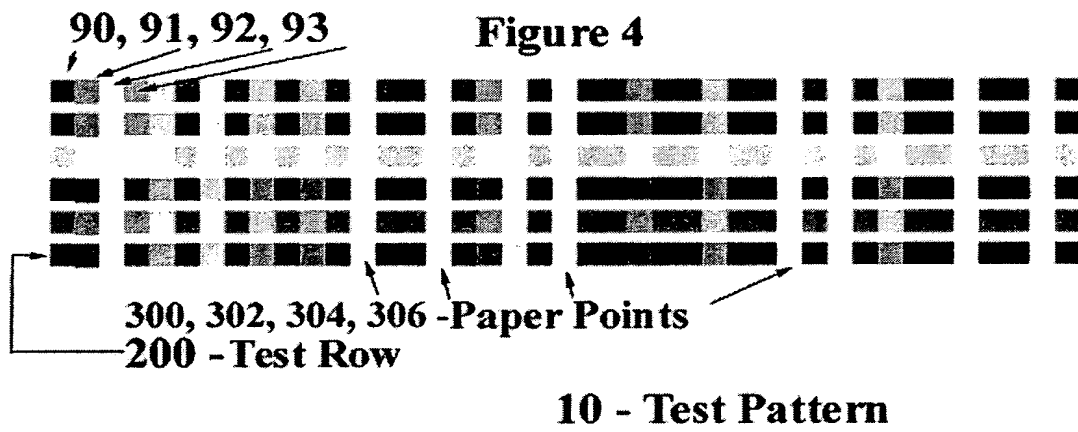 90, 91, 92, 93 Figure 4
300, 302, 304, 306 -Paper Points
200 - Test Row
10 - Test Pattern